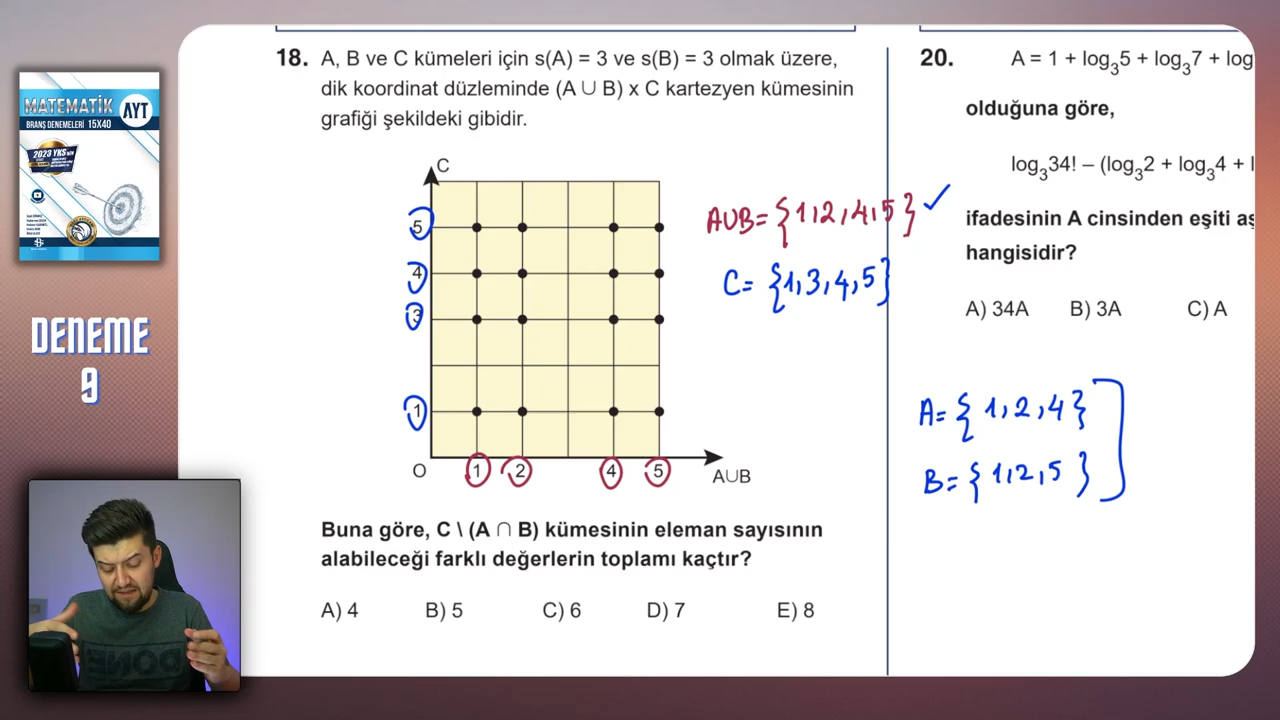 MATEMATİK
AYT
BRANŞ DENEMELERİ 15X40
2023 YKS'NİN
DENEME
9
18. A, B ve C kümeleri için s(A) = 3 ve s(B) = 3 olmak üzere,
dik koordinat düzleminde (A ∪ B) x C kartezyen kümesinin
grafiği şekildeki gibidir.
C
5
4
3
1
O 1 2 4 5
A∪B
A∪B = {1,2,4,5} ✓
C = {1,3,4,5}
Buna göre, C \ (A ∩ B) kümesinin eleman sayısının
alabileceği farklı değerlerin toplamı kaçtır?
A) 4 B) 5 C) 6 D) 7 E) 8
20. A = 1 + log₃5 + log₃7 + log
olduğuna göre,
log₃34! – (log₃2 + log₃4 + l
ifadesinin A cinsinden eşiti aş
hangisidir?
A) 34A B) 3A C) A
A = { 1, 2, 4 }
B = { 1, 2, 5 }
DONE